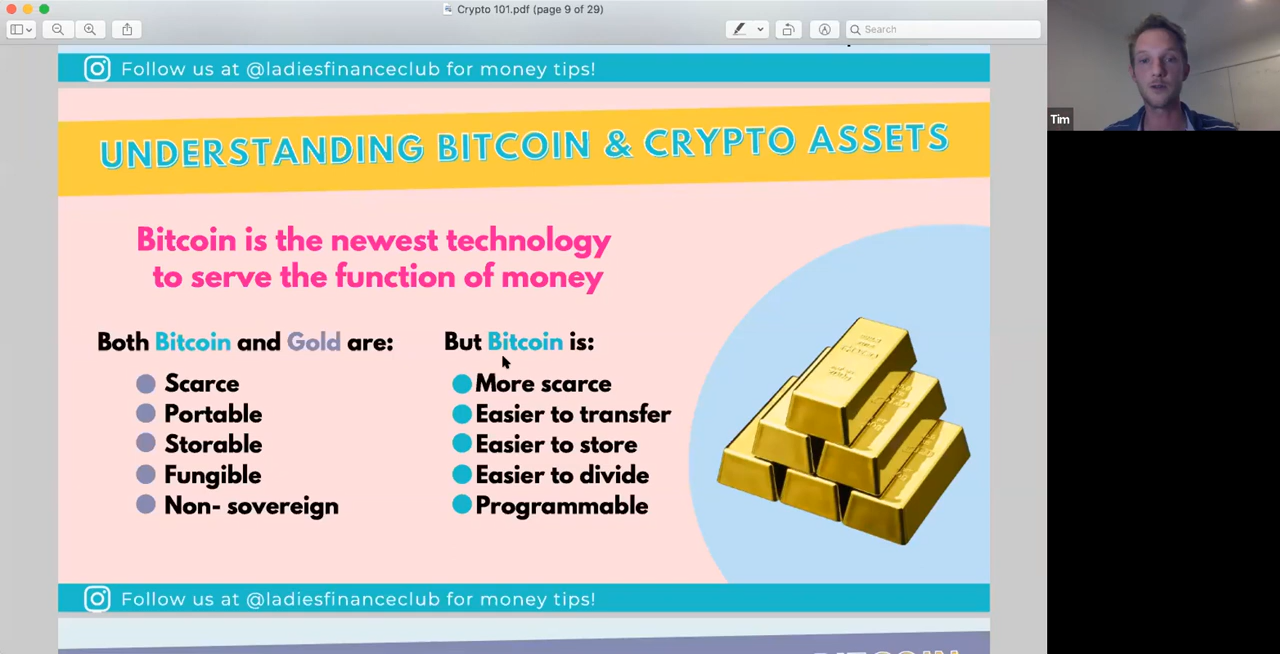 Crypto 101.pdf (page 9 of 29)
Search
Follow us at @ladiesfinanceclub for money tips!
UNDERSTANDING BITCOIN & CRYPTO ASSETS
Bitcoin is the newest technology
to serve the function of money
Both Bitcoin and Gold are:
Scarce
Portable
Storable
Fungible
Non- sovereign
But Bitcoin is:
More scarce
Easier to transfer
Easier to store
Easier to divide
Programmable
Follow us at @ladiesfinanceclub for money tips!
BITCOIN
Tim